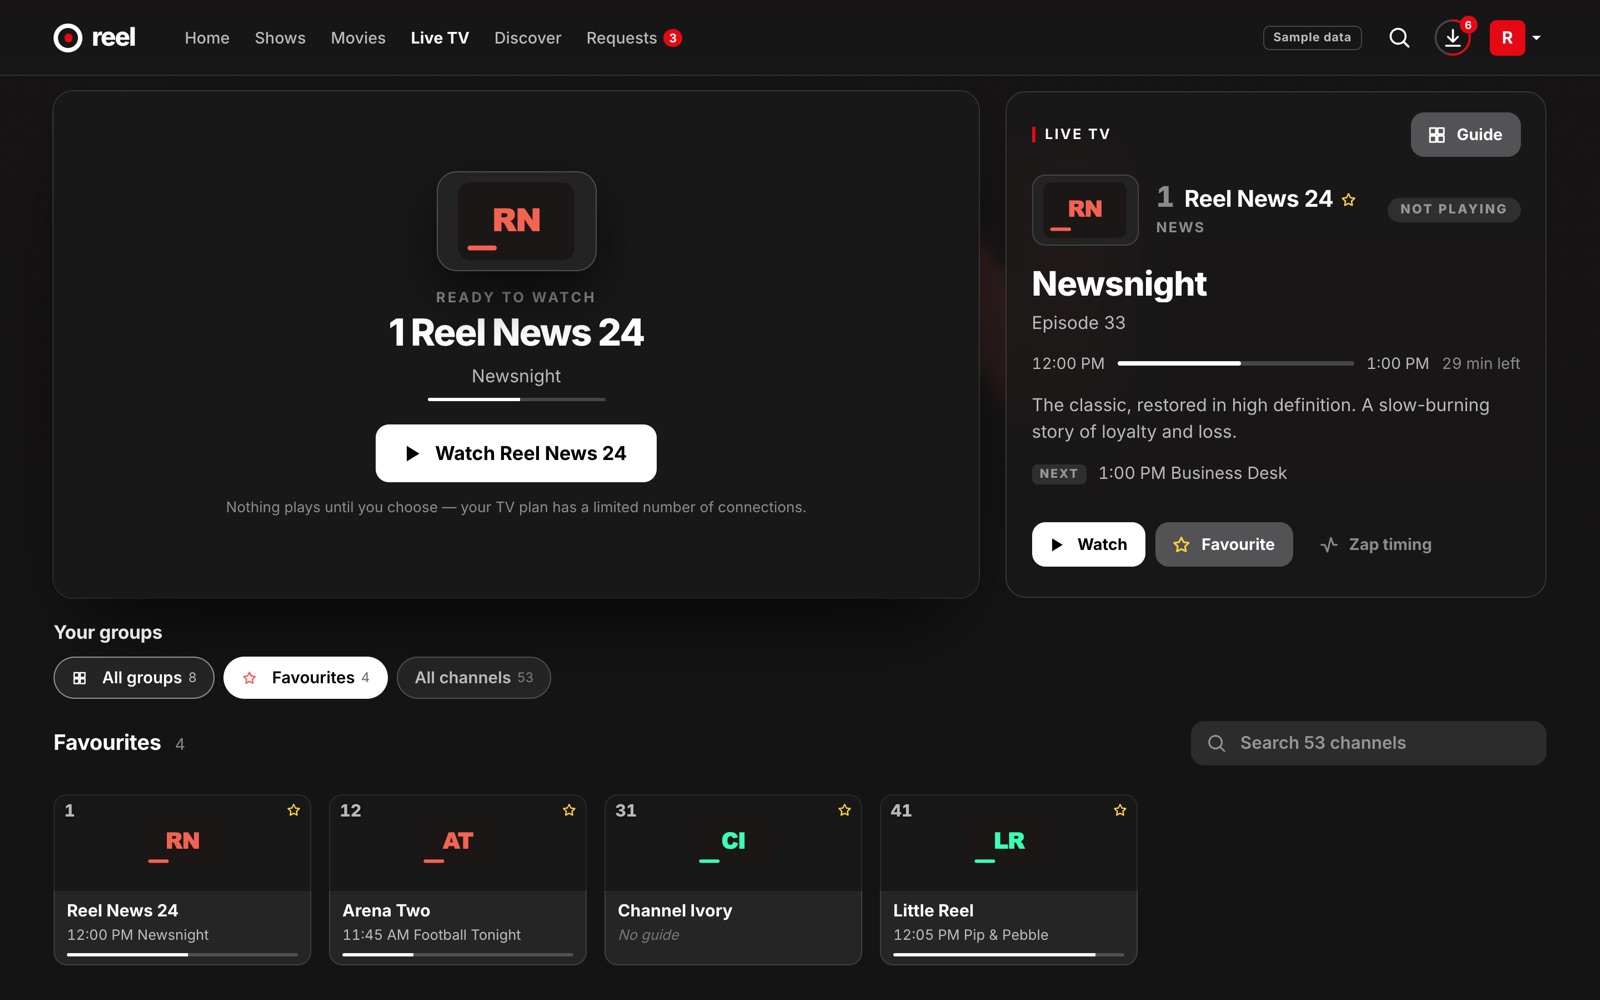 reel
Home Shows Movies Live TV Discover Requests 3
Sample data
6
R
RN
READY TO WATCH
1 Reel News 24
Newsnight
Watch Reel News 24
Nothing plays until you choose — your TV plan has a limited number of connections.
LIVE TV
Guide
RN
1 Reel News 24
NEWS
NOT PLAYING
Newsnight
Episode 33
12:00 PM 1:00 PM 29 min left
The classic, restored in high definition. A slow-burning
story of loyalty and loss.
NEXT 1:00 PM Business Desk
Watch Favourite Zap timing
Your groups
All groups 8 Favourites 4 All channels 53
Favourites 4
Search 53 channels
1
RN
Reel News 24
12:00 PM Newsnight
12
AT
Arena Two
11:45 AM Football Tonight
31
CI
Channel Ivory
No guide
41
LR
Little Reel
12:05 PM Pip & Pebble